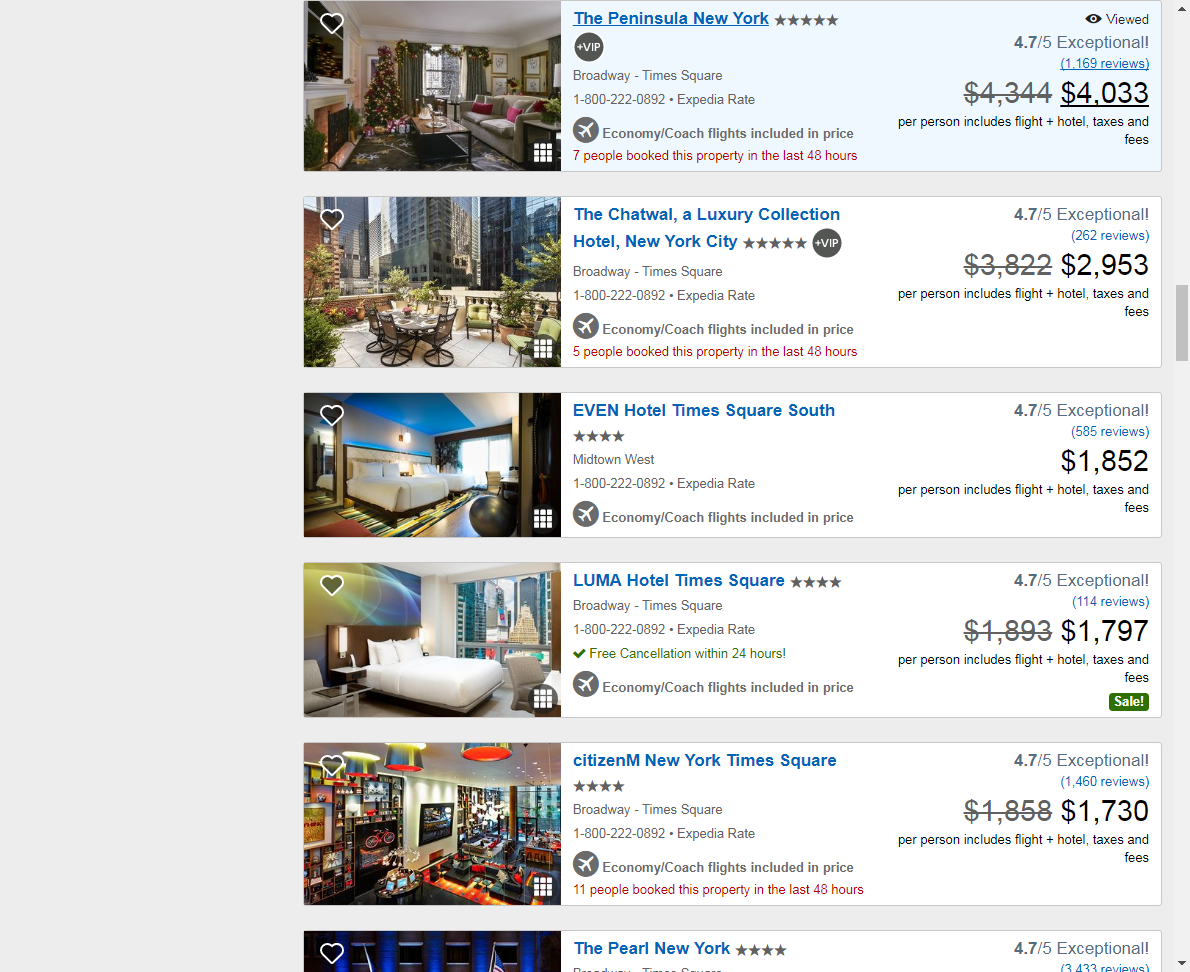 The Peninsula New York ★★★★★
+VIP
Broadway - Times Square
1-800-222-0892 • Expedia Rate
Economy/Coach flights included in price
7 people booked this property in the last 48 hours
Viewed
4.7/5 Exceptional!
(1,169 reviews)
$4,344 $4,033
per person includes flight + hotel, taxes and
fees
The Chatwal, a Luxury Collection
Hotel, New York City ★★★★★ +VIP
Broadway - Times Square
1-800-222-0892 • Expedia Rate
Economy/Coach flights included in price
5 people booked this property in the last 48 hours
4.7/5 Exceptional!
(262 reviews)
$3,822 $2,953
per person includes flight + hotel, taxes and
fees
EVEN Hotel Times Square South
★★★★
Midtown West
1-800-222-0892 • Expedia Rate
Economy/Coach flights included in price
4.7/5 Exceptional!
(585 reviews)
$1,852
per person includes flight + hotel, taxes and
fees
LUMA Hotel Times Square ★★★★
Broadway - Times Square
1-800-222-0892 • Expedia Rate
Free Cancellation within 24 hours!
Economy/Coach flights included in price
4.7/5 Exceptional!
(114 reviews)
$1,893 $1,797
per person includes flight + hotel, taxes and
fees
Sale!
citizenM New York Times Square
★★★★
Broadway - Times Square
1-800-222-0892 • Expedia Rate
Economy/Coach flights included in price
11 people booked this property in the last 48 hours
4.7/5 Exceptional!
(1,460 reviews)
$1,858 $1,730
per person includes flight + hotel, taxes and
fees
The Pearl New York ★★★★
Broadway - Times Square
4.7/5 Exceptional!
(3,433 reviews)